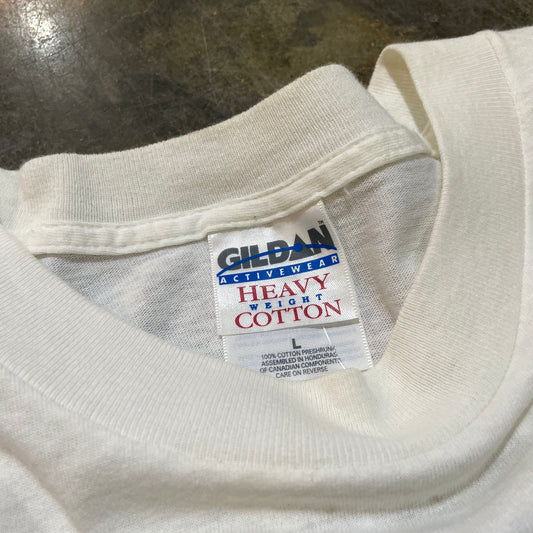 GILDAN
ACTIVEWEAR
HEAVY
WEIGHT
COTTON
L
100% COTTON PRESHRUNK
ASSEMBLED IN HONDURAS
OF CANADIAN COMPONENTS
CARE ON REVERSE